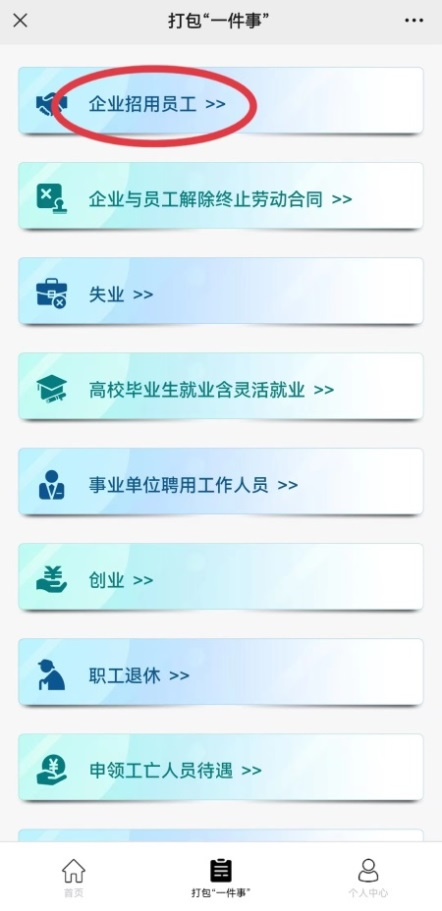 打包“一件事”
企业招用员工 >>
企业与员工解除终止劳动合同 >>
失业 >>
高校毕业生就业含灵活就业 >>
事业单位聘用工作人员 >>
创业 >>
职工退休 >>
申领工亡人员待遇 >>
首页
打包“一件事”
个人中心